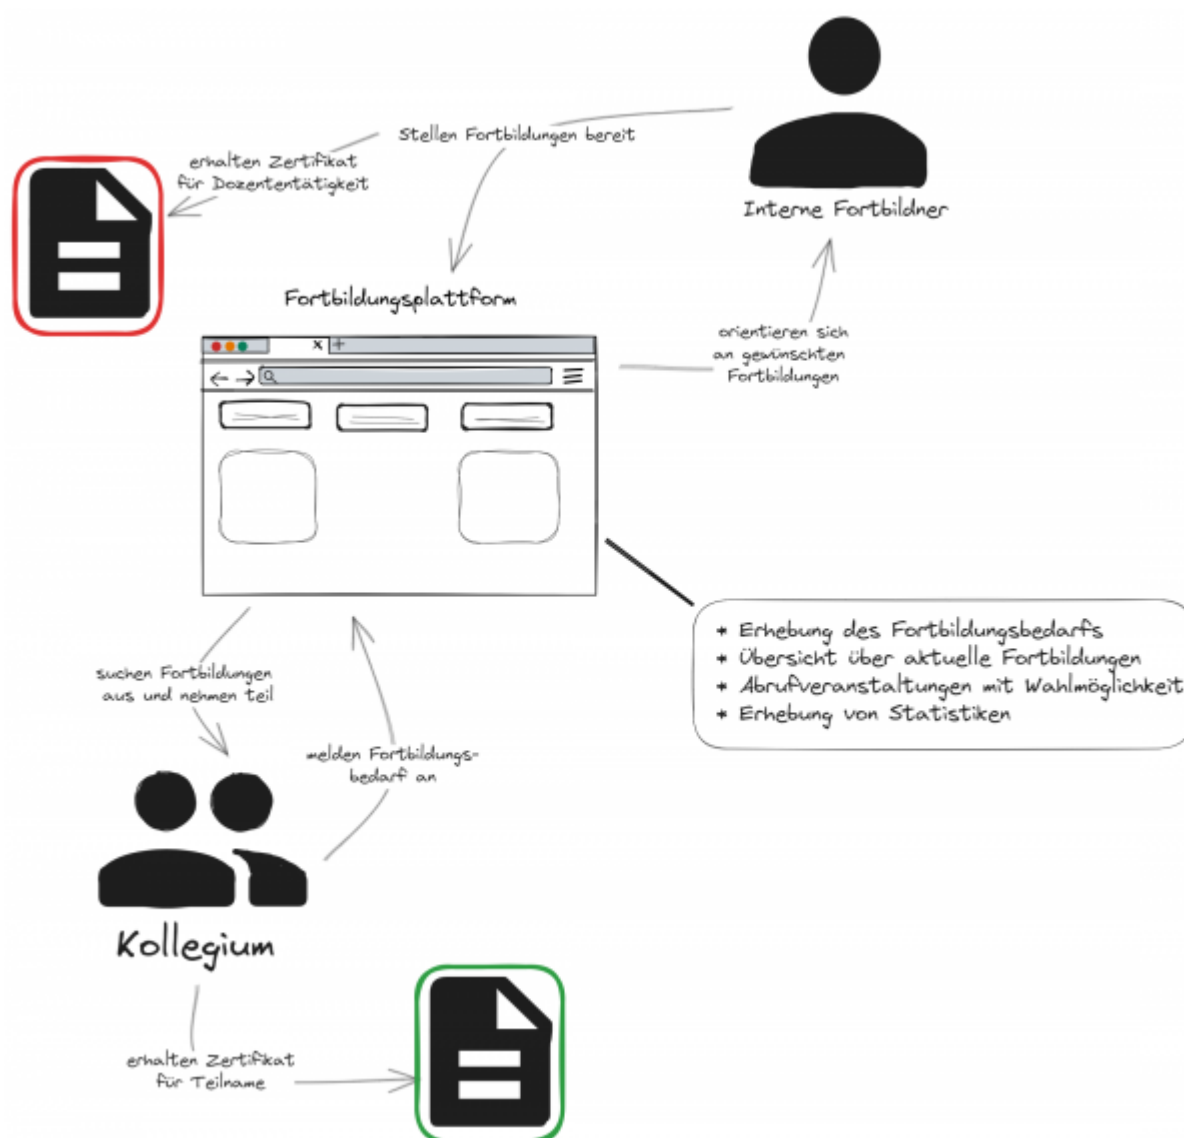 Stellen Fortbildungen bereit
erhalten Zertifikat
für Dozententätigkeit
Interne Fortbildner
Fortbildungsplattform
orientieren sich
an gewünschten
Fortbildungen
* Erhebung des Fortbildungsbedarfs
* Übersicht über aktuelle Fortbildungen
* Abrufveranstaltungen mit Wahlmöglichkeit
* Erhebung von Statistiken
suchen Fortbildungen
aus und nehmen teil
melden Fortbildungs-
bedarf an
Kollegium
erhalten Zertifikat
für Teilname